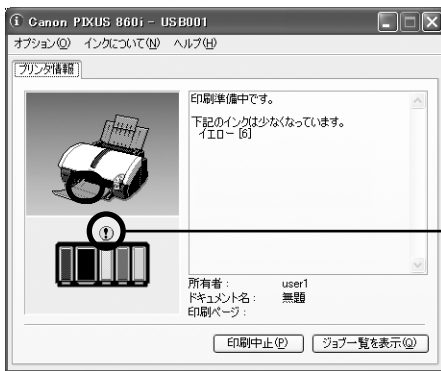 Canon PIXUS 860i - USB001
オプション(O) インクについて(N) ヘルプ(H)
プリンタ情報
印刷準備中です。
下記のインクは少なくなっています。
イエロー [6]
!
所有者： user1
ドキュメント名： 無題
印刷ページ：
印刷中止(P) ジョブ一覧を表示(Q)